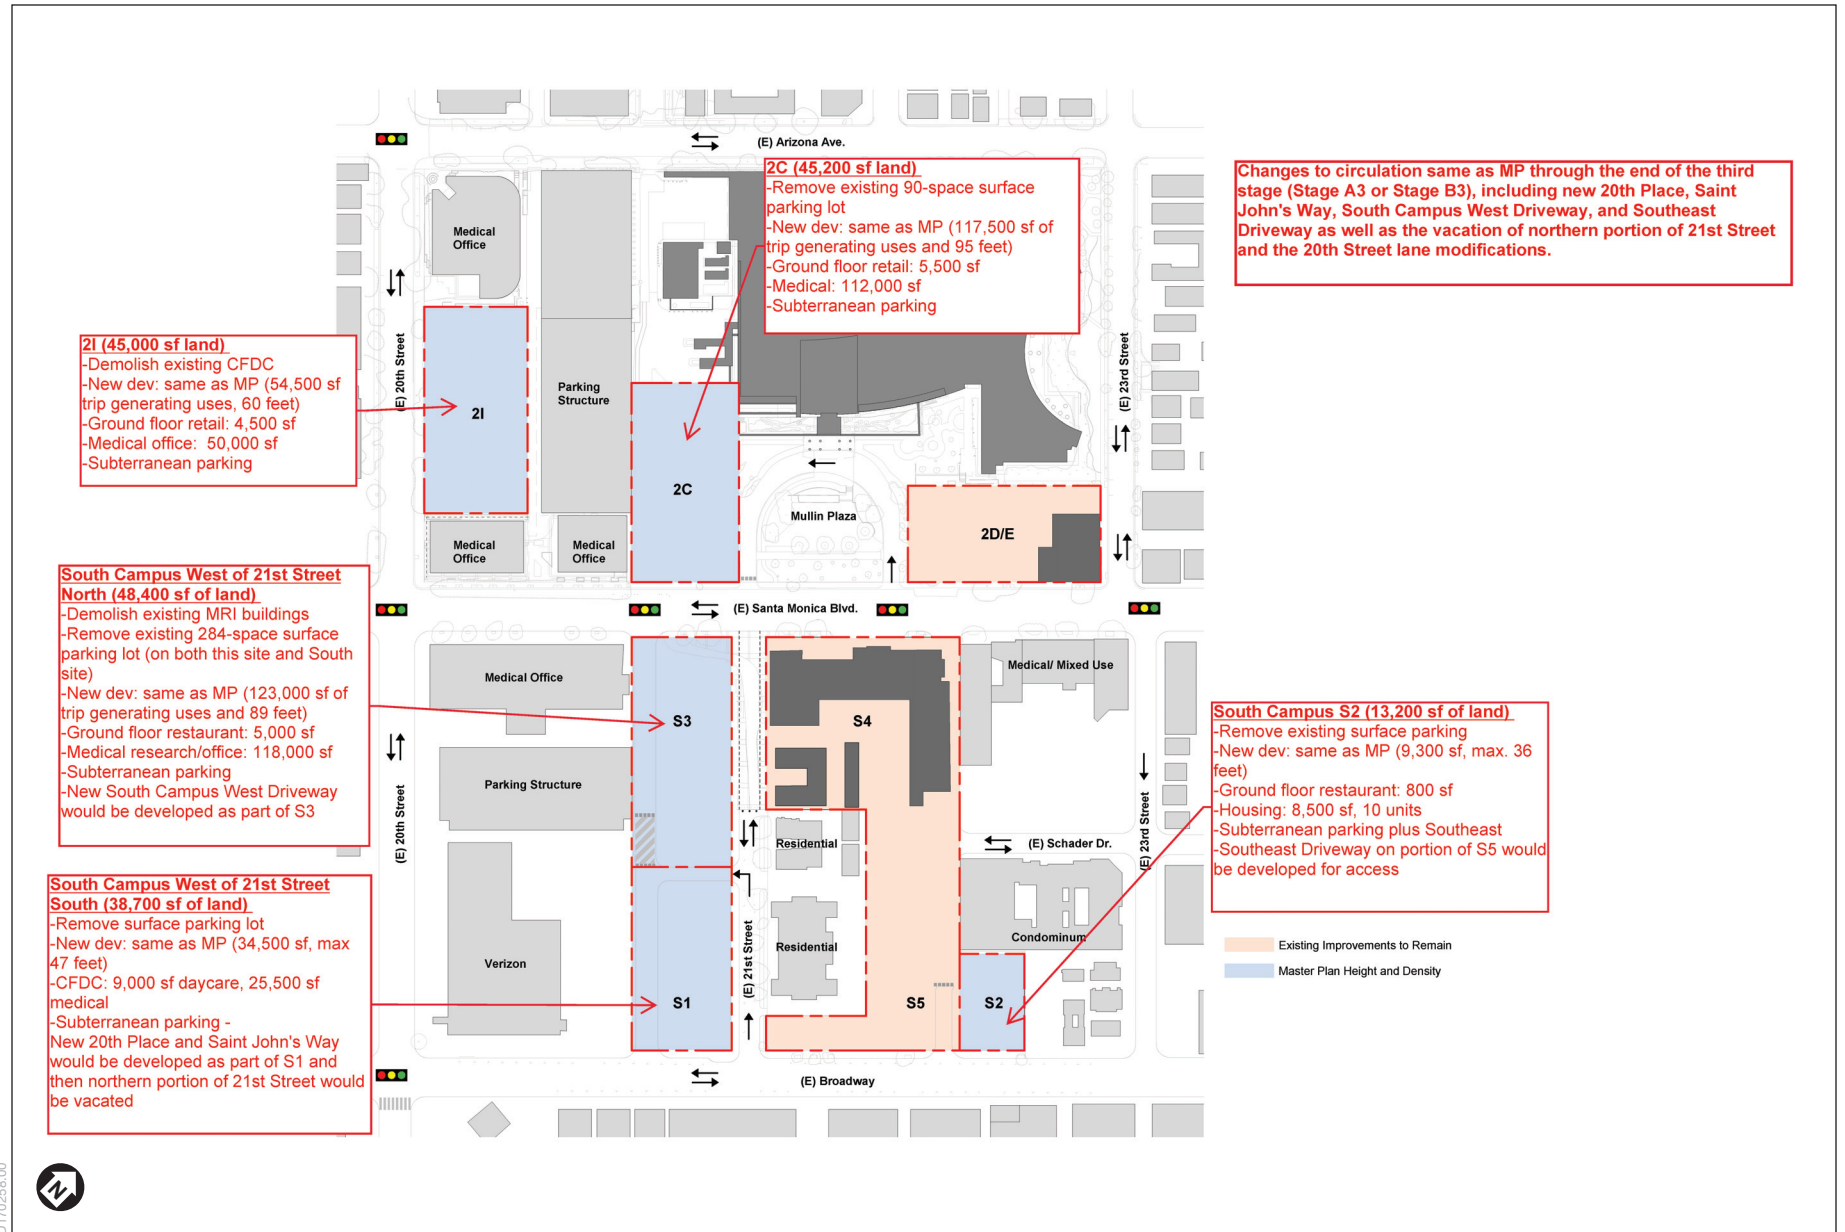 (E) Arizona Ave.
2C (45,200 sf land)
-Remove existing 90-space surface
parking lot
-New dev: same as MP (117,500 sf of
trip generating uses and 95 feet)
-Ground floor retail: 5,500 sf
-Medical: 112,000 sf
-Subterranean parking
Changes to circulation same as MP through the end of the third
stage (Stage A3 or Stage B3), including new 20th Place, Saint
John's Way, South Campus West Driveway, and Southeast
Driveway as well as the vacation of northern portion of 21st Street
and the 20th Street lane modifications.
Medical
Office
2I (45,000 sf land)
-Demolish existing CFDC
-New dev: same as MP (54,500 sf
trip generating uses, 60 feet)
-Ground floor retail: 4,500 sf
-Medical office:  50,000 sf
-Subterranean parking
(E) 20th Street
2I
Parking
Structure
2C
(E) 23rd Street
Mullin Plaza
2D/E
Medical
Office
Medical
Office
(E) Santa Monica Blvd.
South Campus West of 21st Street
North (48,400 sf of land)
-Demolish existing MRI buildings
-Remove existing 284-space surface
parking lot (on both this site and South
site)
-New dev: same as MP (123,000 sf of
trip generating uses and 89 feet)
-Ground floor restaurant: 5,000 sf
-Medical research/office: 118,000 sf
-Subterranean parking
-New South Campus West Driveway
would be developed as part of S3
Medical Office
S3
S4
Medical/ Mixed Use
Parking Structure
(E) 20th Street
Residential
(E) Schader Dr.
(E) 23rd Street
South Campus S2 (13,200 sf of land)
-Remove existing surface parking
-New dev: same as MP (9,300 sf, max. 36
feet)
-Ground floor restaurant: 800 sf
-Housing: 8,500 sf, 10 units
-Subterranean parking plus Southeast
-Southeast Driveway on portion of S5 would
be developed for access
South Campus West of 21st Street
South (38,700 sf of land)
-Remove surface parking lot
-New dev: same as MP (34,500 sf, max
47 feet)
-CFDC: 9,000 sf daycare, 25,500 sf
medical
-Subterranean parking -
New 20th Place and Saint John's Way
would be developed as part of S1 and
then northern portion of 21st Street would
be vacated
Verizon
S1
(E) 21st Street
Residential
S5
Condominum
S2
Existing Improvements to Remain
Master Plan Height and Density
(E) Broadway
N
D170258.00